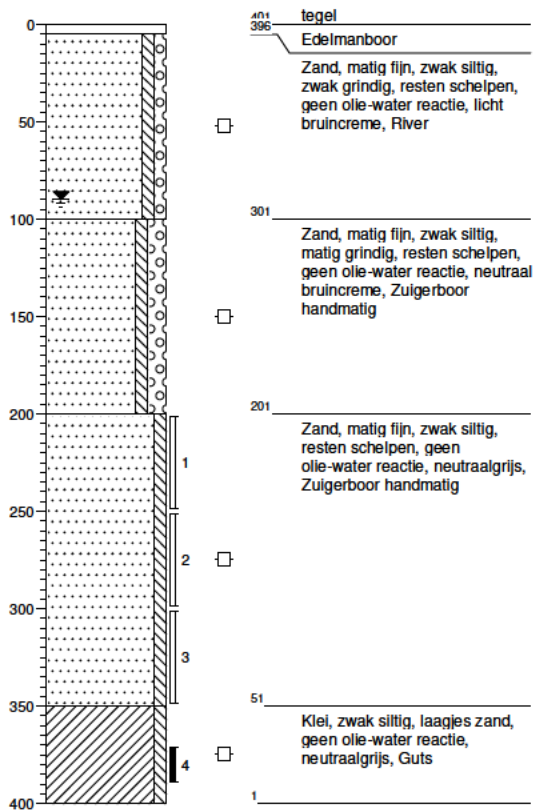 0
401
tegel
396
Edelmanboor
Zand, matig fijn, zwak siltig,
zwak grindig, resten schelpen,
geen olie-water reactie, licht
bruincreme, River
50
100
301
Zand, matig fijn, zwak siltig,
matig grindig, resten schelpen,
geen olie-water reactie, neutraal
bruincreme, Zuigerboor
handmatig
150
200
201
Zand, matig fijn, zwak siltig,
resten schelpen, geen
olie-water reactie, neutraalgrijs,
Zuigerboor handmatig
1
250
2
300
3
350
51
Klei, zwak siltig, laagjes zand,
geen olie-water reactie,
neutraalgrijs, Guts
4
400
1